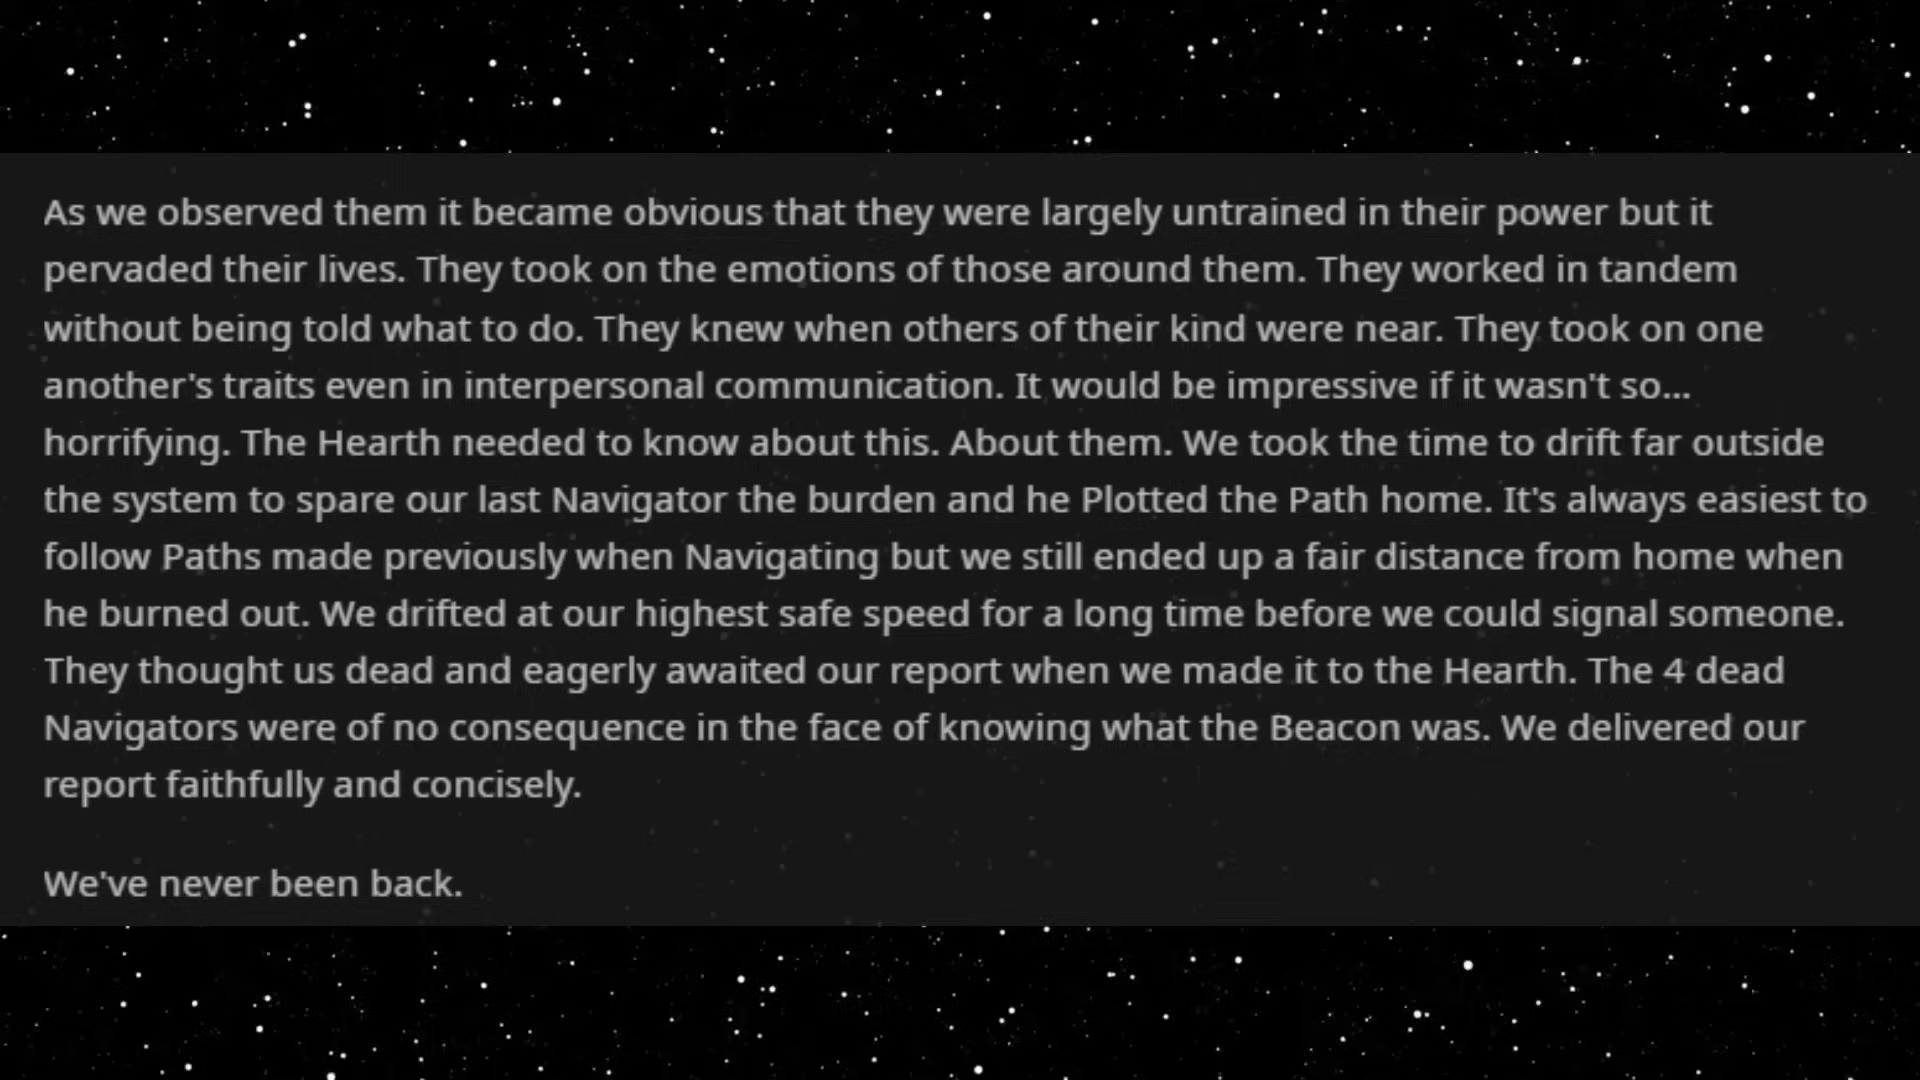 As we observed them it became obvious that they were largely untrained in their power but it
pervaded their lives. They took on the emotions of those around them. They worked in tandem
without being told what to do. They knew when others of their kind were near. They took on one
another's traits even in interpersonal communication. It would be impressive if it wasn't so...
horrifying. The Hearth needed to know about this. About them. We took the time to drift far outside
the system to spare our last Navigator the burden and he Plotted the Path home. It's always easiest to
follow Paths made previously when Navigating but we still ended up a fair distance from home when
he burned out. We drifted at our highest safe speed for a long time before we could signal someone.
They thought us dead and eagerly awaited our report when we made it to the Hearth. The 4 dead
Navigators were of no consequence in the face of knowing what the Beacon was. We delivered our
report faithfully and concisely.
We've never been back.